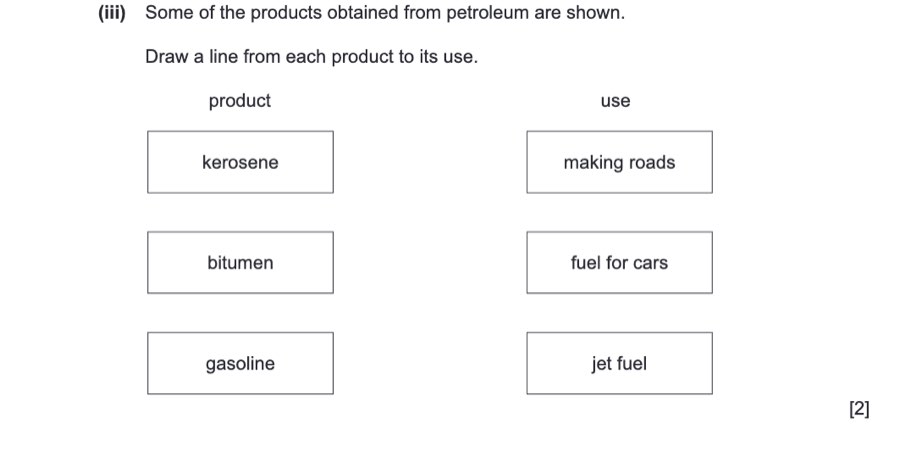 (iii) Some of the products obtained from petroleum are shown.
Draw a line from each product to its use.
product use
kerosene making roads
bitumen fuel for cars
gasoline jet fuel
[2]